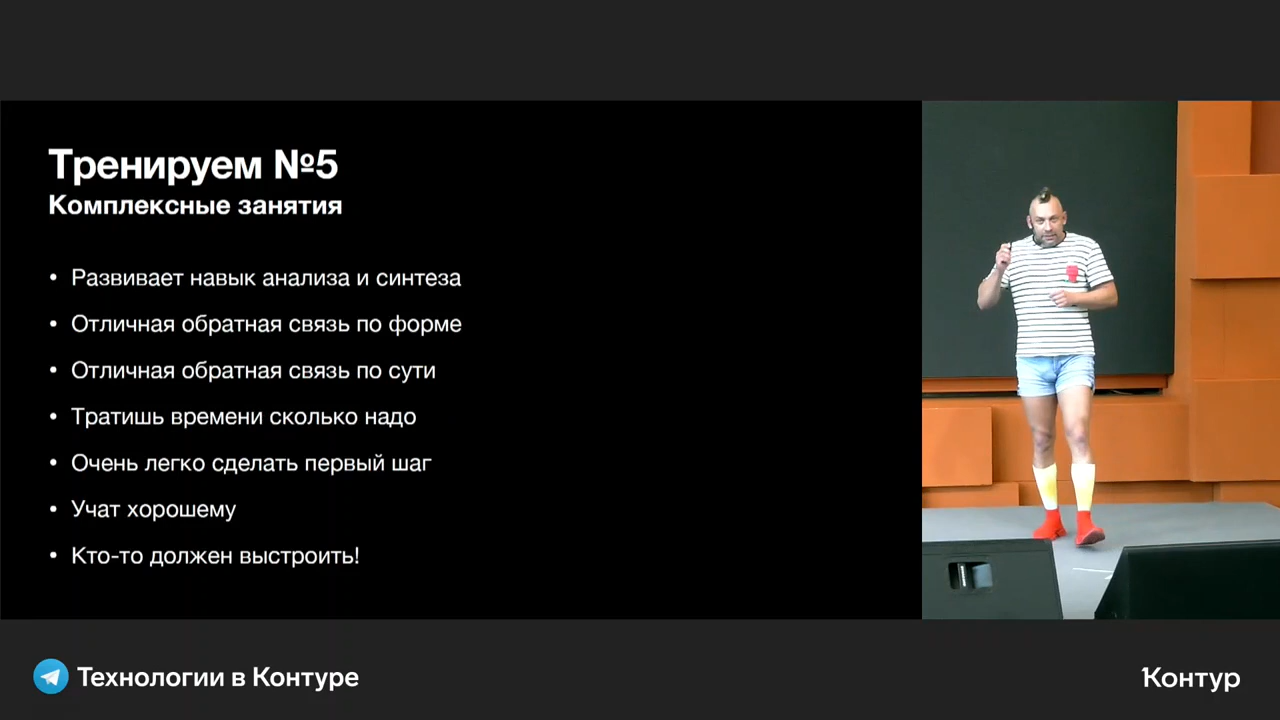 Тренируем №5
Комплексные занятия
• Развивает навык анализа и синтеза
• Отличная обратная связь по форме
• Отличная обратная связь по сути
• Тратишь времени сколько надо
• Очень легко сделать первый шаг
• Учат хорошему
• Кто-то должен выстроить!
Технологии в Контуре
Контур